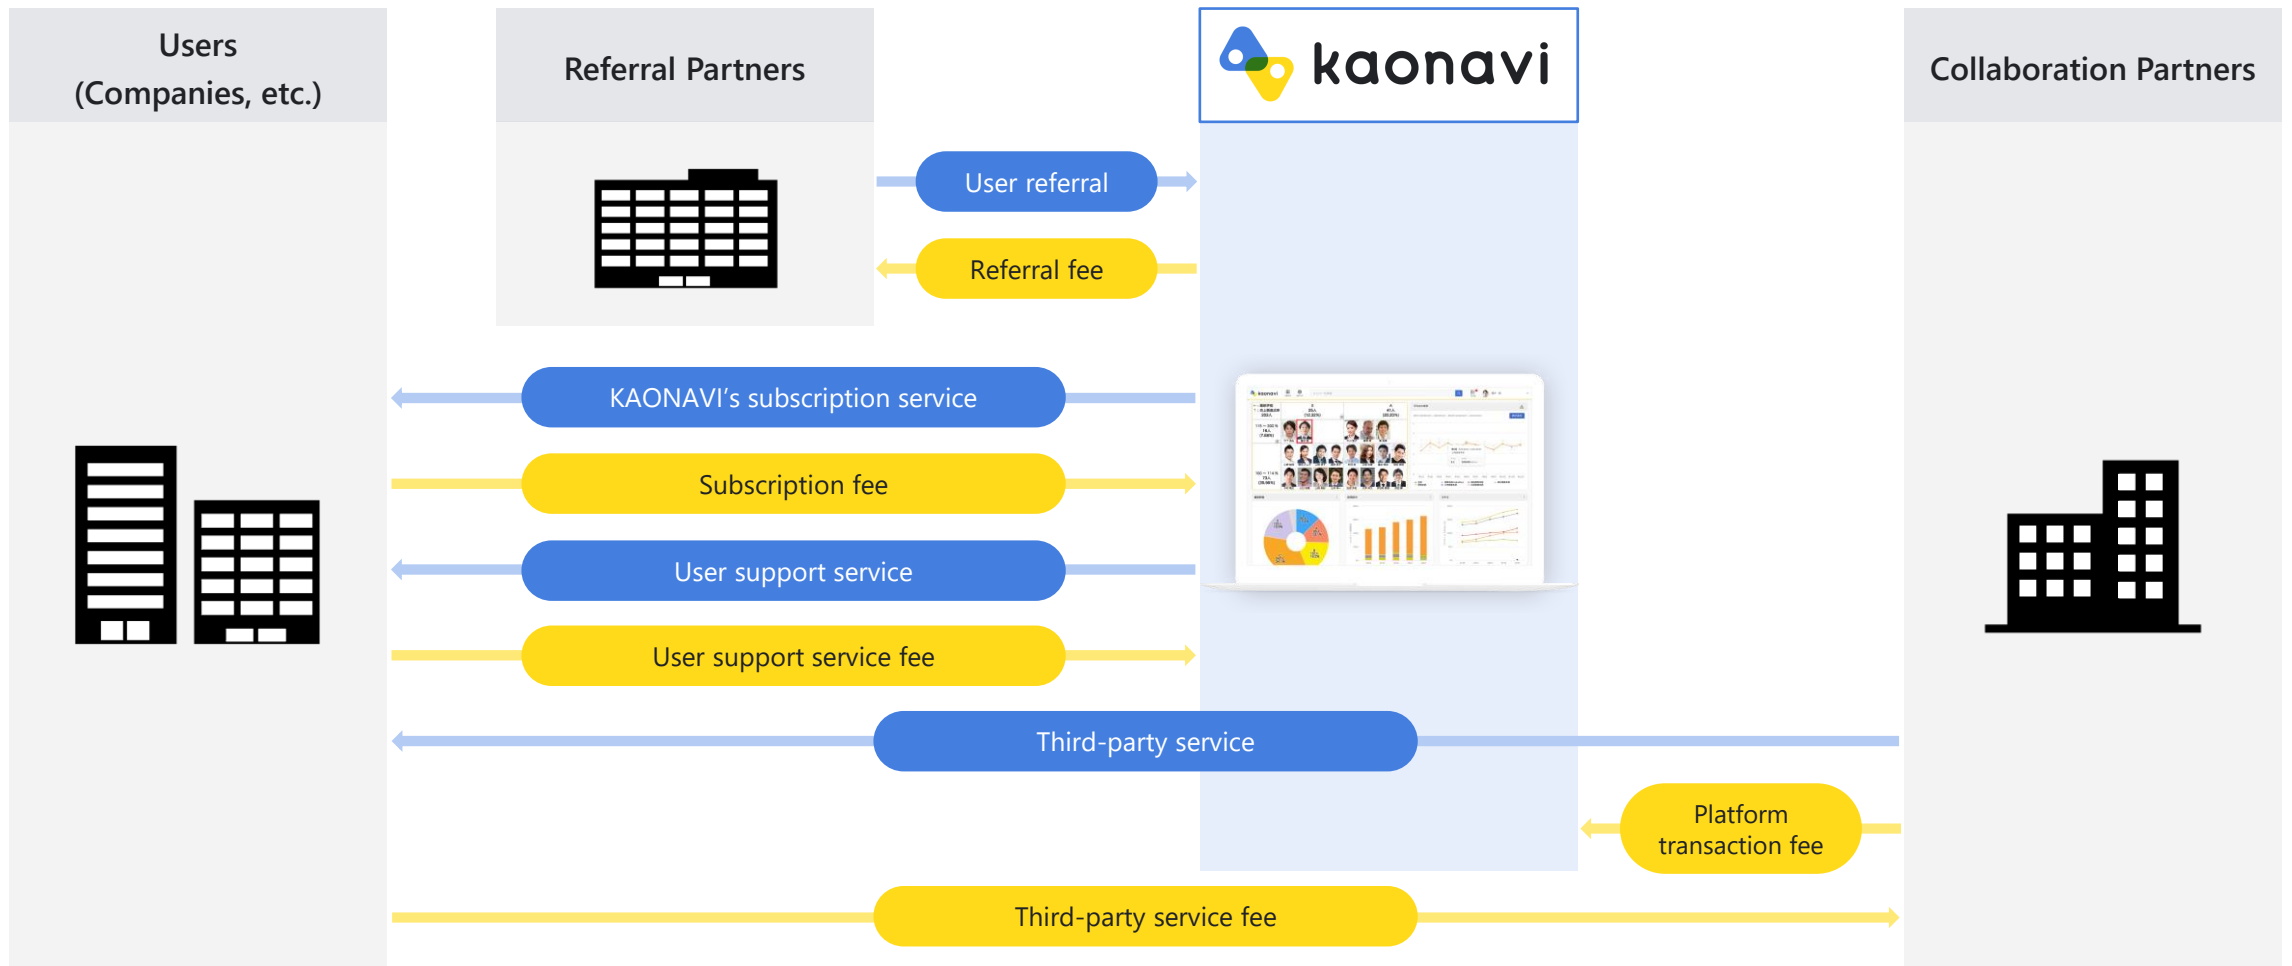 Users
(Companies, etc.)
Referral Partners
kaonavi
Collaboration Partners
User referral
Referral fee
KAONAVI's subscription service
Subscription fee
User support service
User support service fee
Third-party service
Platform
transaction fee
Third-party service fee
kaonavi